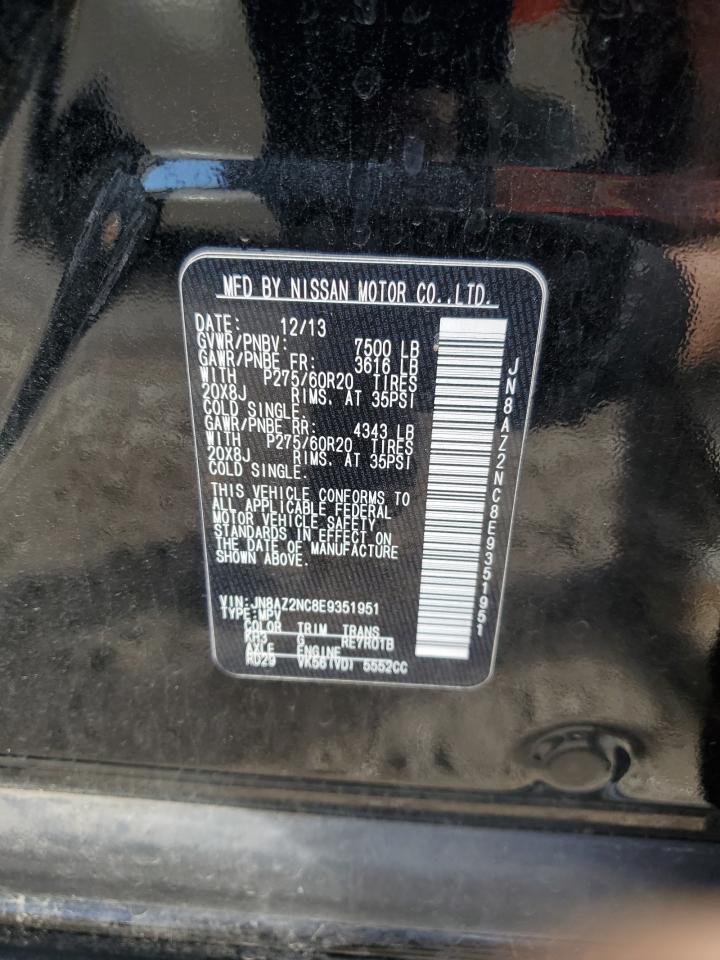 MFD BY NISSAN MOTOR CO.,LTD.
DATE: 12/13
GVWR/PNBV: 7500 LB
GAWR/PNBE FR: 3616 LB
WITH P275/60R20 TIRES
20X8J RIMS. AT 35PSI
COLD SINGLE.
GAWR/PNBE RR: 4343 LB
WITH P275/60R20 TIRES
20X8J RIMS. AT 35PSI
COLD SINGLE.
THIS VEHICLE CONFORMS TO
ALL APPLICABLE FEDERAL
MOTOR VEHICLE SAFETY
STANDARDS IN EFFECT ON
THE DATE OF MANUFACTURE
SHOWN ABOVE.
VIN:JN8AZ2NC8E9351951
TYPE:MPV
COLOR TRIM TRANS
KH3 G RE7R01B
AXLE ENGINE
RD29 VK56(VD) 5552CC
JN8AZ2NC8E9351951